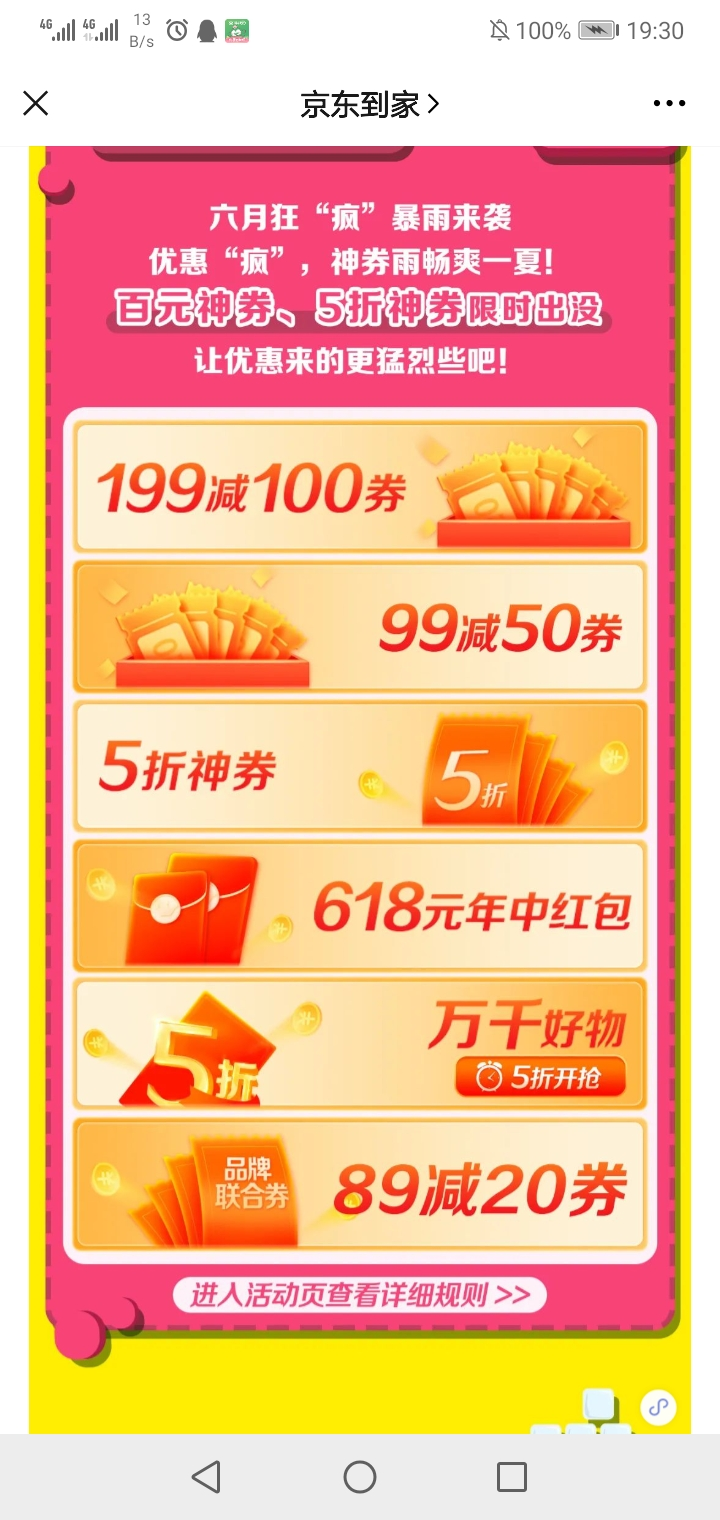 4G 4G 13 B/s 100% 19:30
京东到家
六月狂“疯”暴雨来袭
优惠“疯”，神券雨畅爽一夏！
百元神券、5折神券限时出没
让优惠来的更猛烈些吧！
199减100券
99减50券
5折神券
5折
618元年中红包
5折
万千好物
5折开抢
品牌
联合券
89减20券
进入活动页查看详细规则 >>